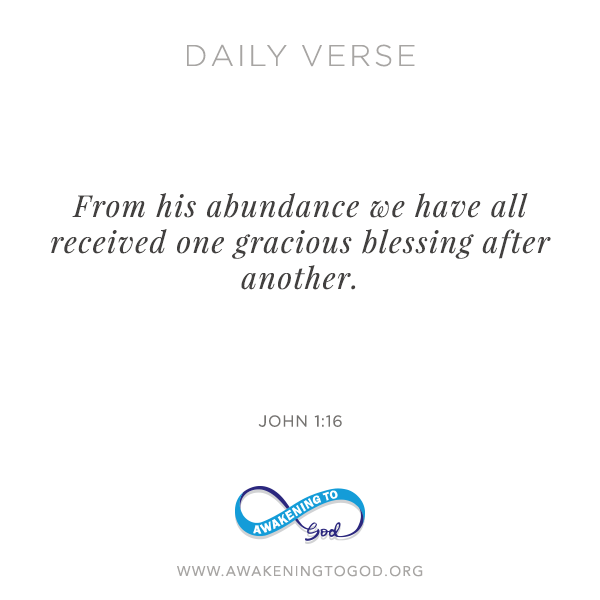 DAILY VERSE
From his abundance we have all
received one gracious blessing after
another.
JOHN 1:16
AWAKENING TO
God
WWW.AWAKENINGTOGOD.ORG